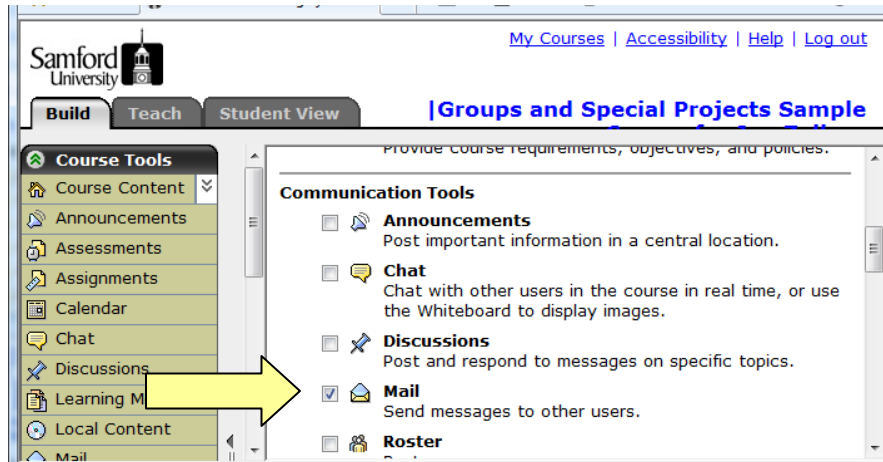 Samford
University
My Courses | Accessibility | Help | Log out
Build Teach Student View
|Groups and Special Projects Sample
Course Tools
Course Content
Announcements
Assessments
Assignments
Calendar
Chat
Discussions
Learning M
Local Content
Mail
Provide course requirements, objectives, and policies.
Communication Tools
Announcements
Post important information in a central location.
Chat
Chat with other users in the course in real time, or use
the Whiteboard to display images.
Discussions
Post and respond to messages on specific topics.
Mail
Send messages to other users.
Roster